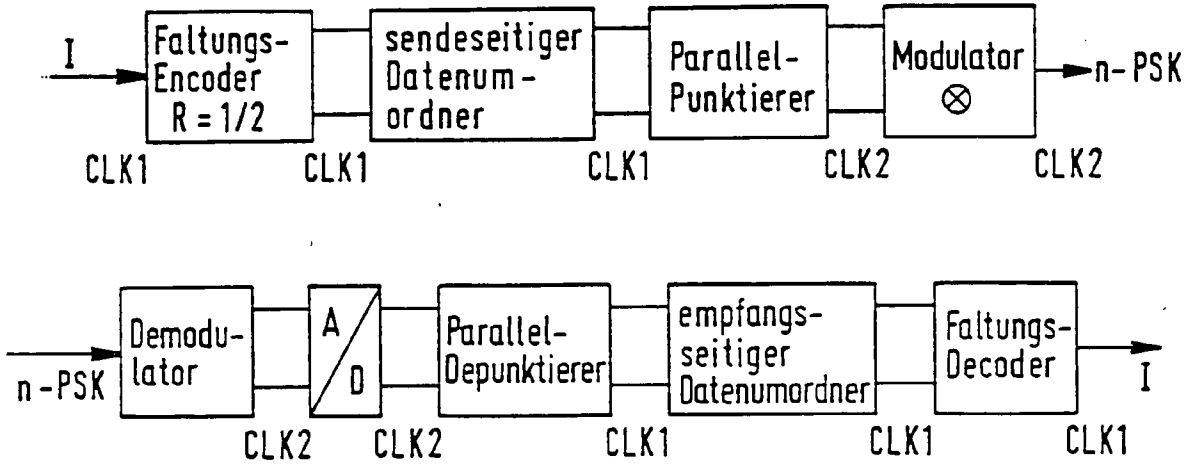 I
Faltungs-
Encoder
R = 1/2
sendeseitiger
Datenum-
ordner
Parallel-
Punktierer
Modulator
n-PSK
CLK1
CLK1
CLK1
CLK2
CLK2
n-PSK
Demodu-
lator
A
D
Parallel-
Depunktierer
empfangs-
seitiger
Datenumordner
Faltungs-
Decoder
I
CLK2
CLK2
CLK1
CLK1
CLK1